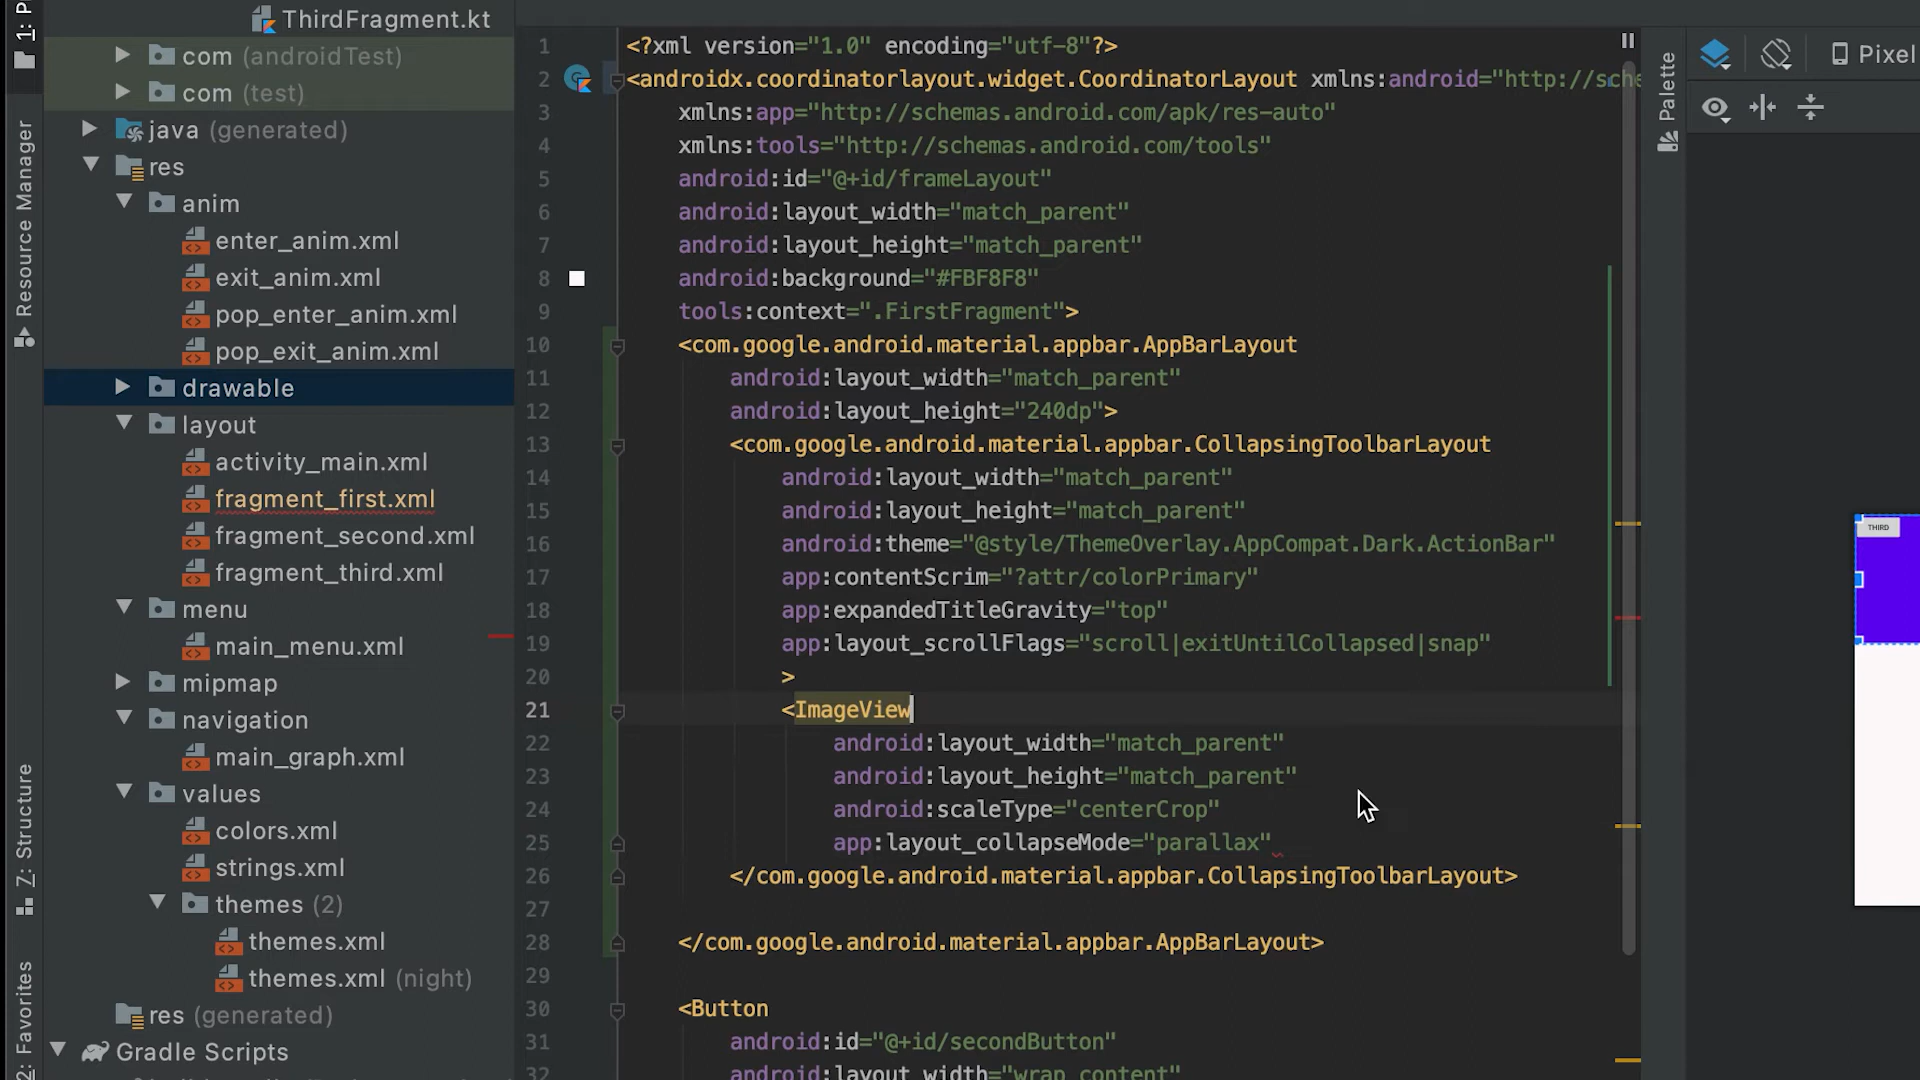 ThirdFragment.kt
com (androidTest)
com (test)
java (generated)
res
anim
enter_anim.xml
exit_anim.xml
pop_enter_anim.xml
pop_exit_anim.xml
drawable
layout
activity_main.xml
fragment_first.xml
fragment_second.xml
fragment_third.xml
menu
main_menu.xml
mipmap
navigation
main_graph.xml
values
colors.xml
strings.xml
themes (2)
themes.xml
themes.xml (night)
res (generated)
Gradle Scripts
1: P
Resource Manager
Z: Structure
2: Favorites
1 <?xml version="1.0" encoding="utf-8"?>
2 <androidx.coordinatorlayout.widget.CoordinatorLayout xmlns:android="http://sche
3 xmlns:app="http://schemas.android.com/apk/res-auto"
4 xmlns:tools="http://schemas.android.com/tools"
5 android:id="@+id/frameLayout"
6 android:layout_width="match_parent"
7 android:layout_height="match_parent"
8 android:background="#FBF8F8"
9 tools:context=".FirstFragment">
10 <com.google.android.material.appbar.AppBarLayout
11 android:layout_width="match_parent"
12 android:layout_height="240dp">
13 <com.google.android.material.appbar.CollapsingToolbarLayout
14 android:layout_width="match_parent"
15 android:layout_height="match_parent"
16 android:theme="@style/ThemeOverlay.AppCompat.Dark.ActionBar"
17 app:contentScrim="?attr/colorPrimary"
18 app:expandedTitleGravity="top"
19 app:layout_scrollFlags="scroll|exitUntilCollapsed|snap"
20 >
21 <ImageView
22 android:layout_width="match_parent"
23 android:layout_height="match_parent"
24 android:scaleType="centerCrop"
25 app:layout_collapseMode="parallax"
26 </com.google.android.material.appbar.CollapsingToolbarLayout>
27
28 </com.google.android.material.appbar.AppBarLayout>
29
30 <Button
31 android:id="@+id/secondButton"
32 android:layout_width="wrap_content"
Palette
Pixel
THIRD